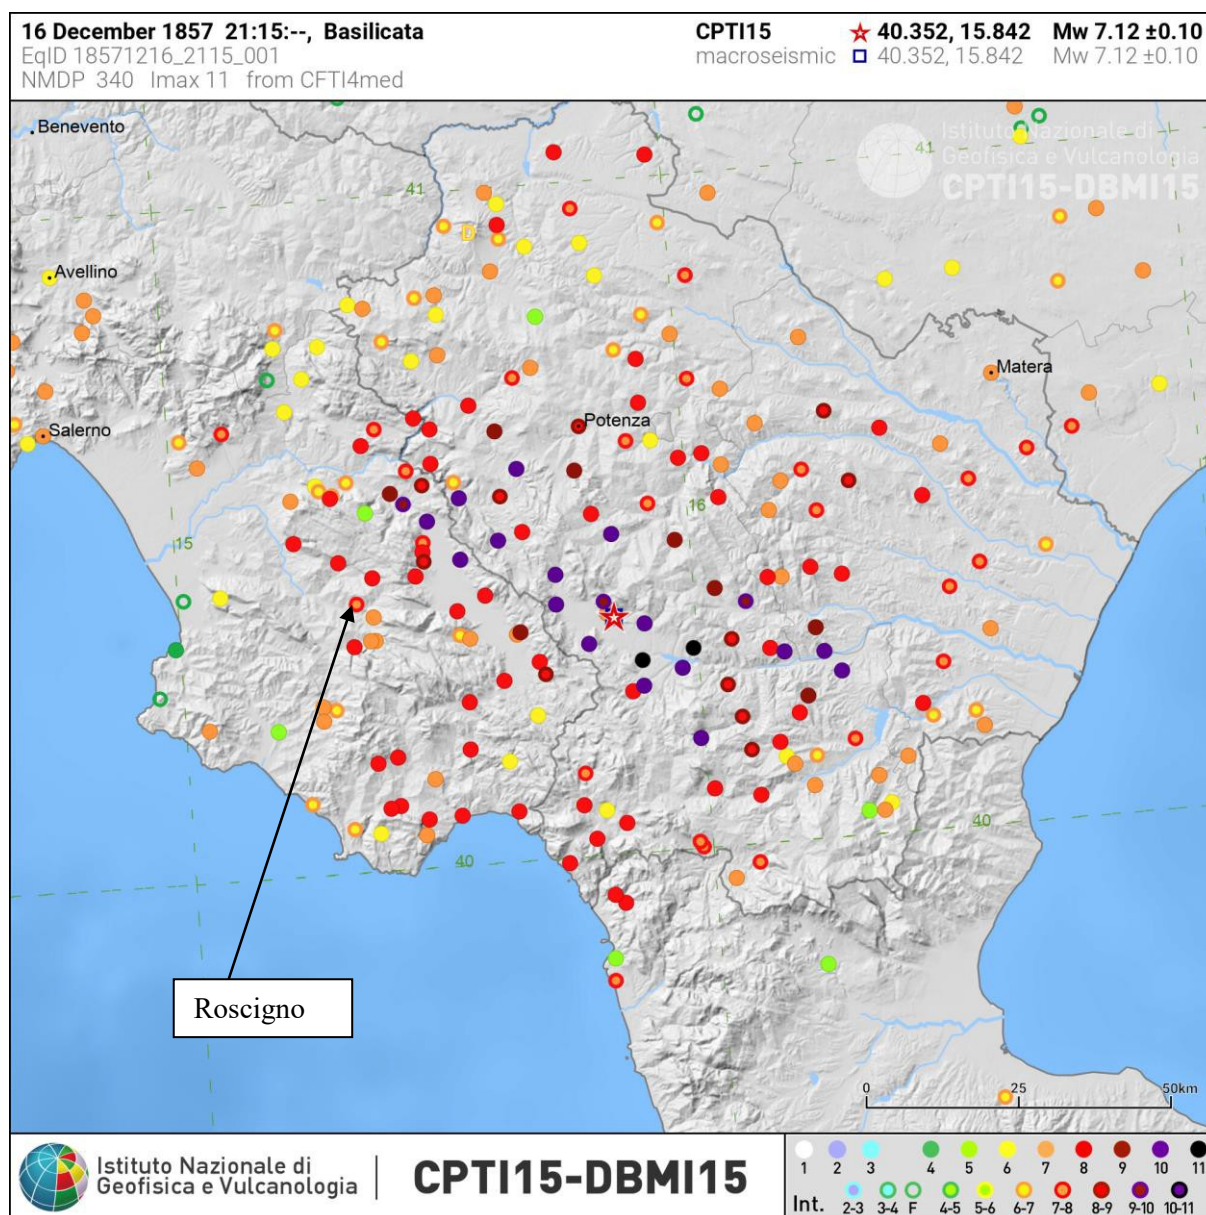 16 December 1857 21:15:--, Basilicata
EqID 18571216_2115_001
NMDP 340 Imax 11 from CFTI4med
CPTI15 40.352, 15.842 Mw 7.12 ±0.10
macroseismic 40.352, 15.842 Mw 7.12 ±0.10
Benevento
Istituto Nazionale di
Geofisica e Vulcanologia
CPTI15-DBMI15
41
41
D
Avellino
Matera
Potenza
Salerno
16
15
40
40
Roscigno
0 25 50km
Istituto Nazionale di
Geofisica e Vulcanologia
CPTI15-DBMI15
1 2 3 4 5 6 7 8 9 10 11
Int. 2-3 3-4 F 4-5 5-6 6-7 7-8 8-9 9-10 10-11